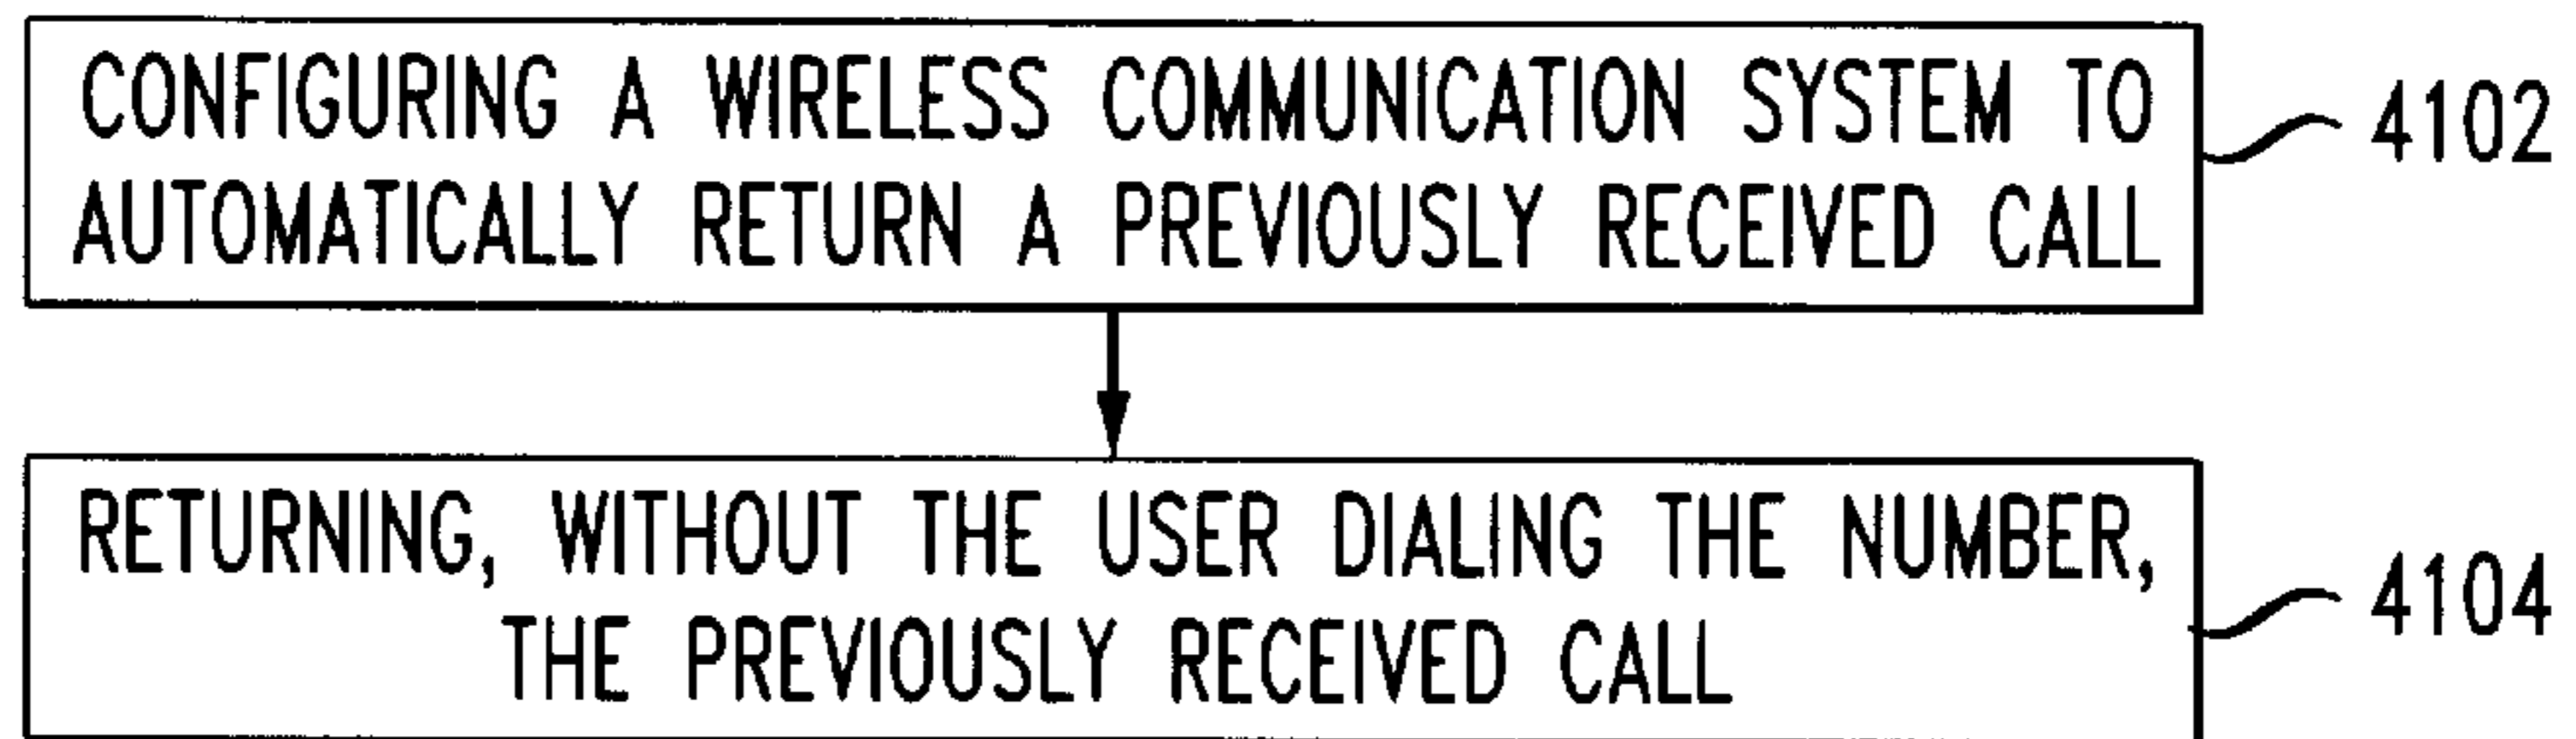 CONFIGURING A WIRELESS COMMUNICATION SYSTEM TO
AUTOMATICALLY RETURN A PREVIOUSLY RECEIVED CALL
4102
RETURNING, WITHOUT THE USER DIALING THE NUMBER,
THE PREVIOUSLY RECEIVED CALL
4104